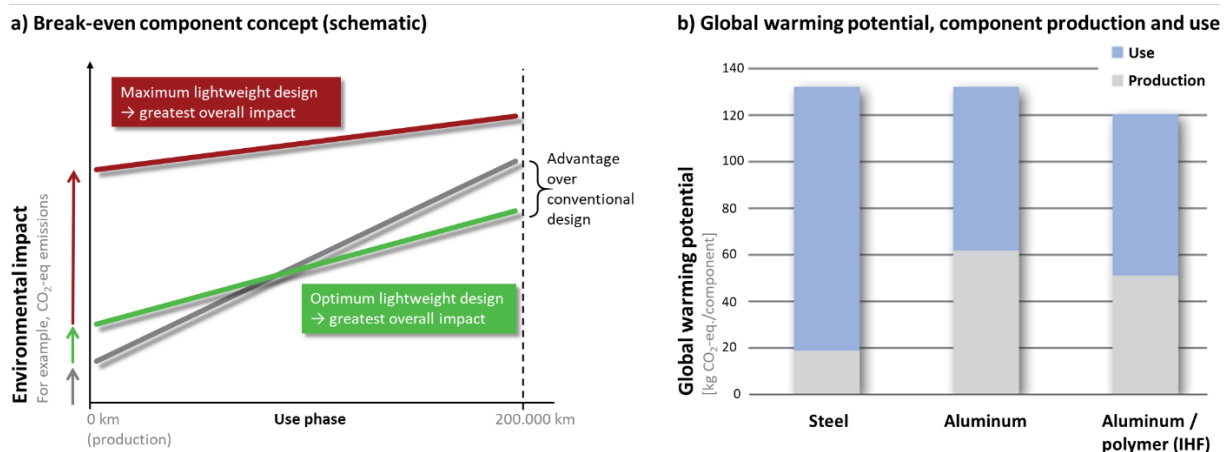 a) Break-even component concept (schematic)
Maximum lightweight design
→ greatest overall impact
Advantage
over
conventional
design
Optimum lightweight design
→ greatest overall impact
Environmental impact
For example, CO₂-eq emissions
0 km
(production)
Use phase
200.000 km
b) Global warming potential, component production and use
Use
Production
Global warming potential
[kg CO₂-eq./component]
140
120
100
80
60
40
20
0
Steel
Aluminum
Aluminum /
polymer (IHF)